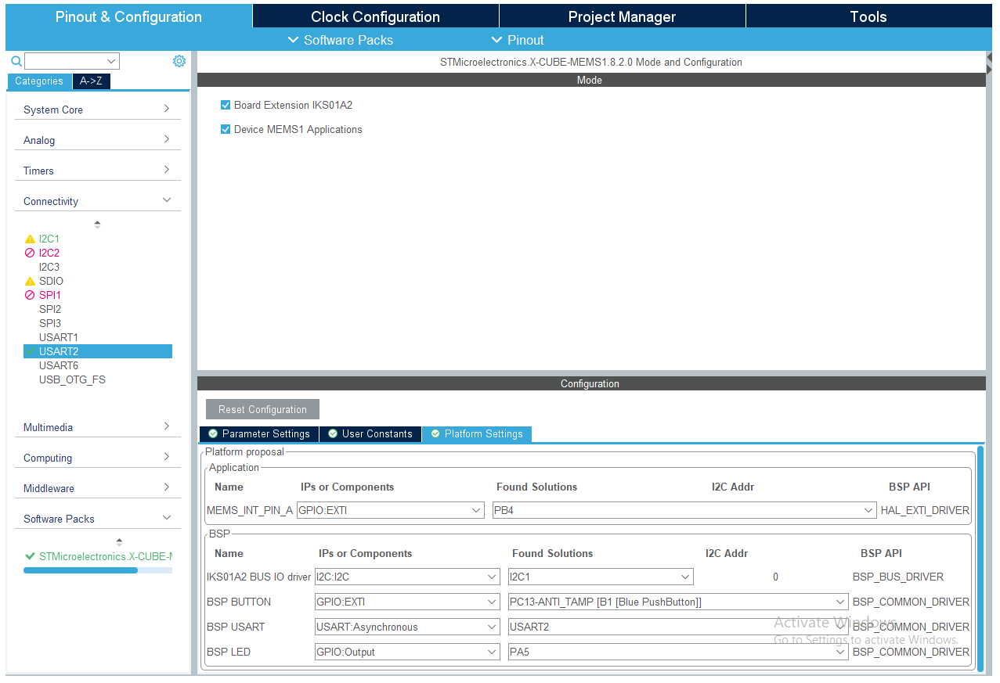 Pinout & Configuration
Clock Configuration
Project Manager
Tools
Software Packs
Pinout
Categories
A->Z
System Core
Analog
Timers
Connectivity
I2C1
I2C2
I2C3
SDIO
SPI1
SPI2
SPI3
USART1
USART2
USART6
USB_OTG_FS
Multimedia
Computing
Middleware
Software Packs
STMicroelectronics.X-CUBE-M
STMicroelectronics.X-CUBE-MEMS1.8.2.0 Mode and Configuration
Mode
Board Extension IKS01A2
Device MEMS1 Applications
Configuration
Reset Configuration
Parameter Settings
User Constants
Platform Settings
Platform proposal
Application
Name IPs or Components Found Solutions I2C Addr BSP API
MEMS_INT_PIN_A GPIO:EXTI PB4 HAL_EXTI_DRIVER
BSP
Name IPs or Components Found Solutions I2C Addr BSP API
IKS01A2 BUS IO driver I2C:I2C I2C1 0 BSP_BUS_DRIVER
BSP BUTTON GPIO:EXTI PC13-ANTI_TAMP [B1 [Blue PushButton]] BSP_COMMON_DRIVER
BSP USART USART:Asynchronous USART2 BSP_COMMON_DRIVER
BSP LED GPIO:Output PA5 BSP_COMMON_DRIVER
Activate Windows
Go to Settings to activate Windows.